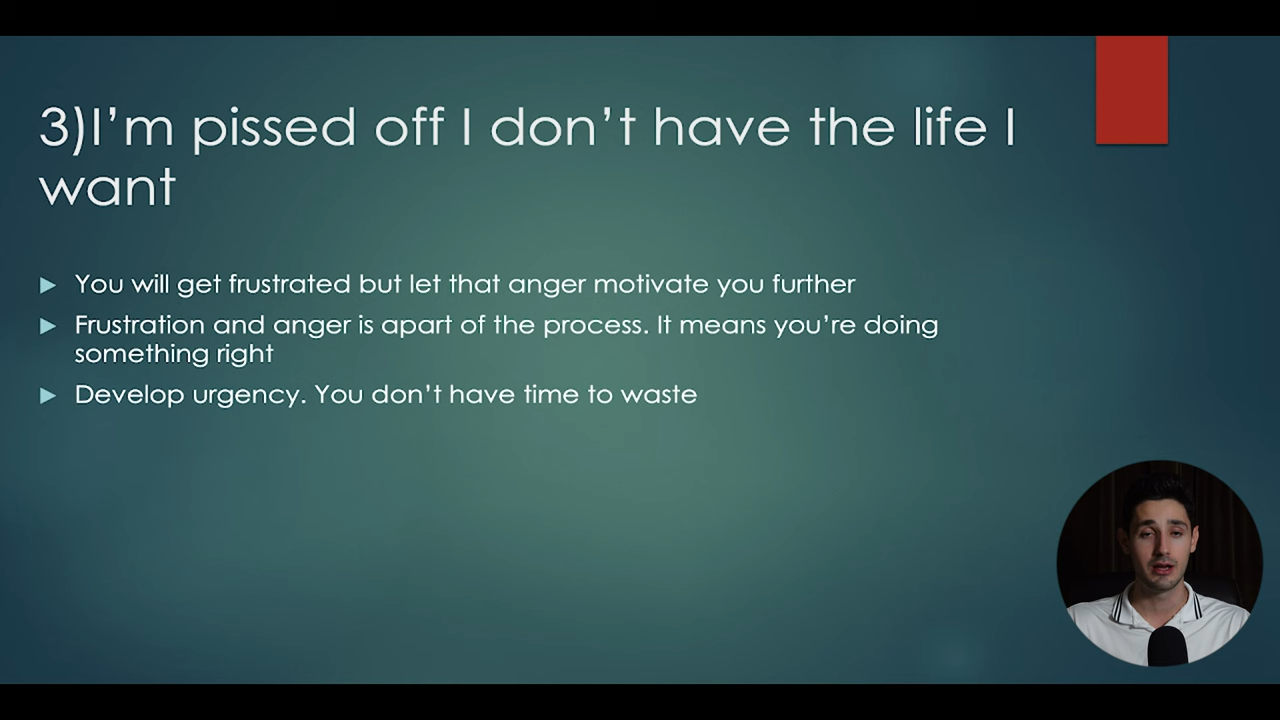 3)I'm pissed off I don't have the life I
want
You will get frustrated but let that anger motivate you further
Frustration and anger is apart of the process. It means you're doing
something right
Develop urgency. You don't have time to waste